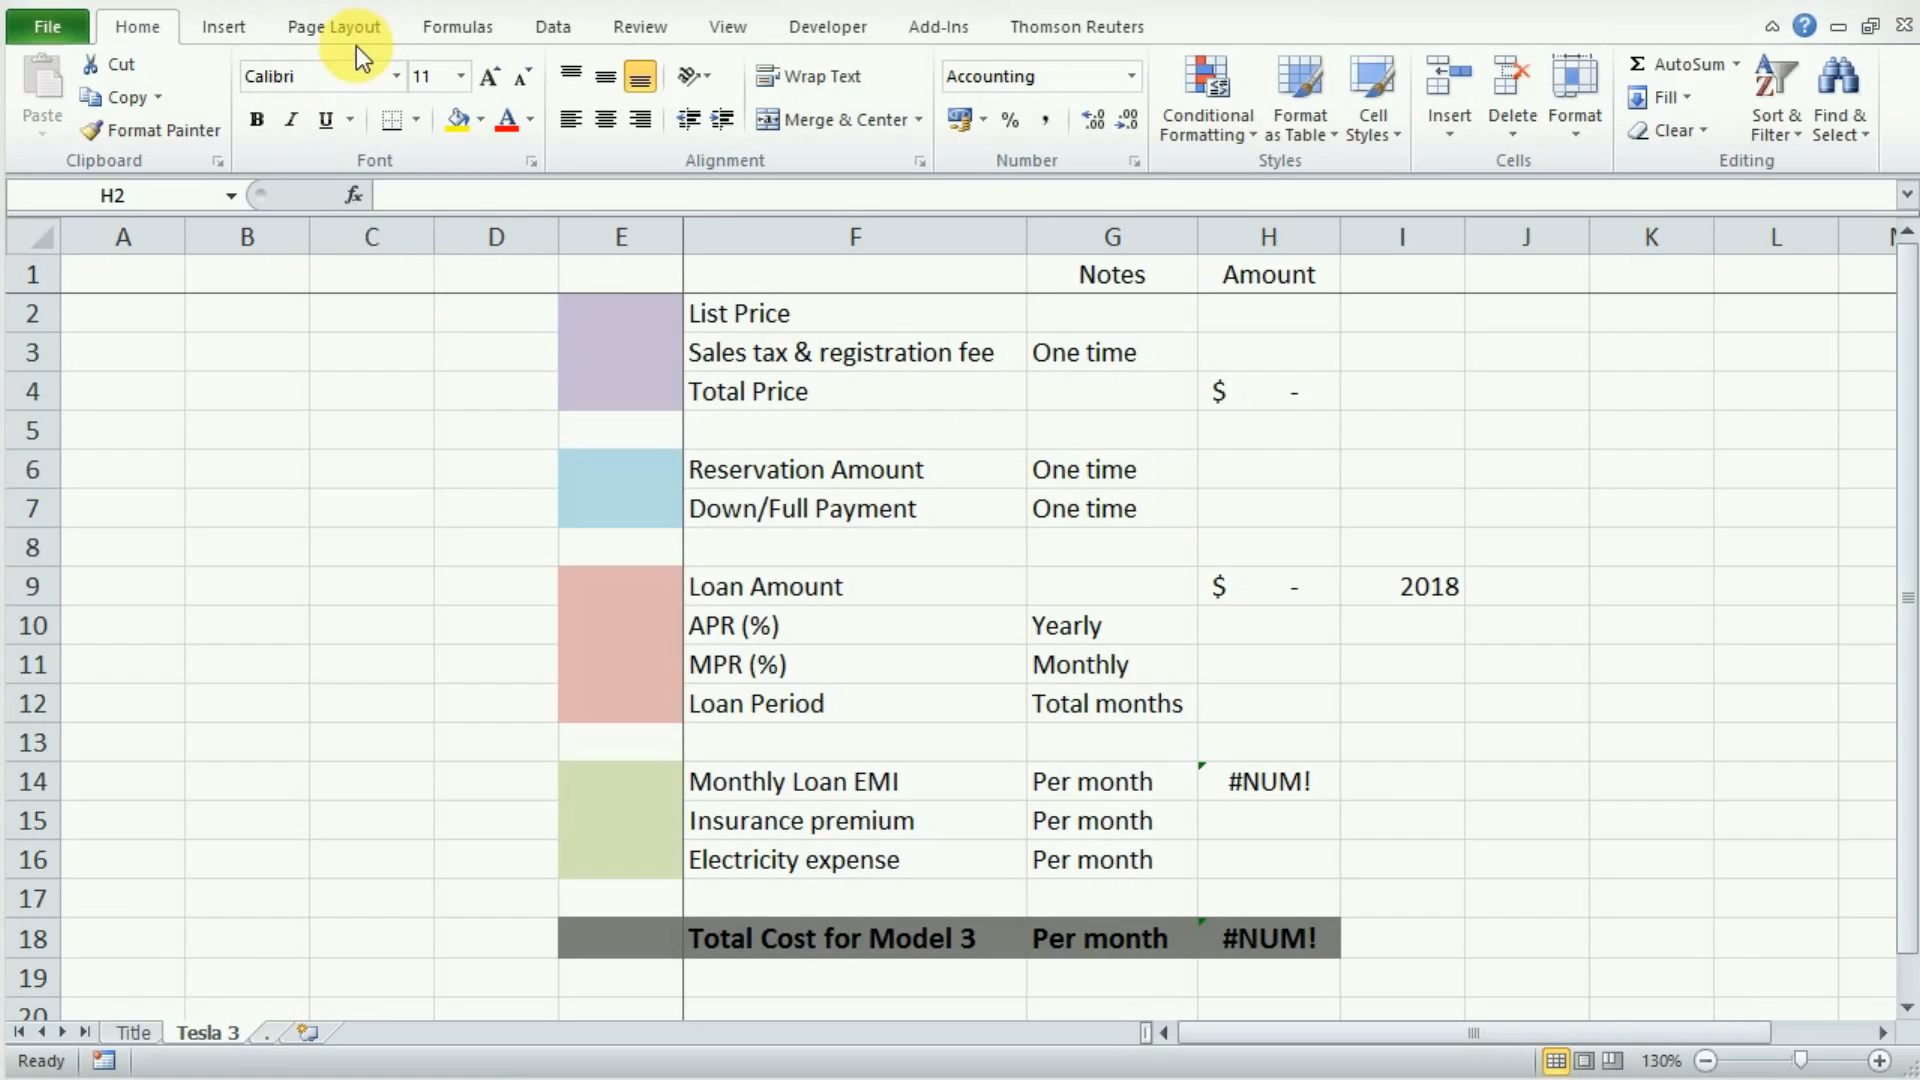 File Home Insert Page Layout Formulas Data Review View Developer Add-Ins Thomson Reuters
Paste Cut Copy Format Painter
Clipboard
Calibri 11
B I U A
Font
Wrap Text
Merge & Center
Alignment
Accounting
% ,
Number
Conditional Formatting Format as Table Cell Styles
Styles
Insert Delete Format
Cells
Σ AutoSum
Fill
Clear
Sort & Filter Find & Select
Editing
H2 fx
A B C D E F G H I J K L
1 Notes Amount
2 List Price
3 Sales tax & registration fee One time
4 Total Price $ -
5
6 Reservation Amount One time
7 Down/Full Payment One time
8
9 Loan Amount $ - 2018
10 APR (%) Yearly
11 MPR (%) Monthly
12 Loan Period Total months
13
14 Monthly Loan EMI Per month #NUM!
15 Insurance premium Per month
16 Electricity expense Per month
17
18 Total Cost for Model 3 Per month #NUM!
19
20
Title Tesla 3 .
Ready 130%